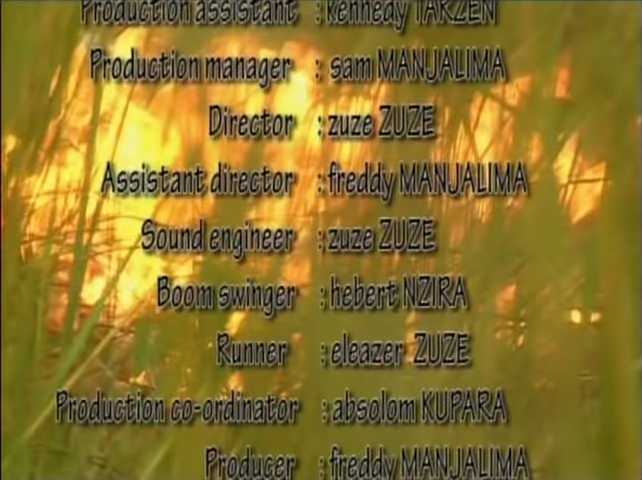 Production assistant : kennedy TARZEN
Production manager : sam MANJALIMA
Director : zuze ZUZE
Assistant director : freddy MANJALIMA
Sound engineer : zuze ZUZE
Boom swinger : hebert NZIRA
Runner : eleazer ZUZE
Production co-ordinator : absolom KUPARA
Producer : freddy MANJALIMA